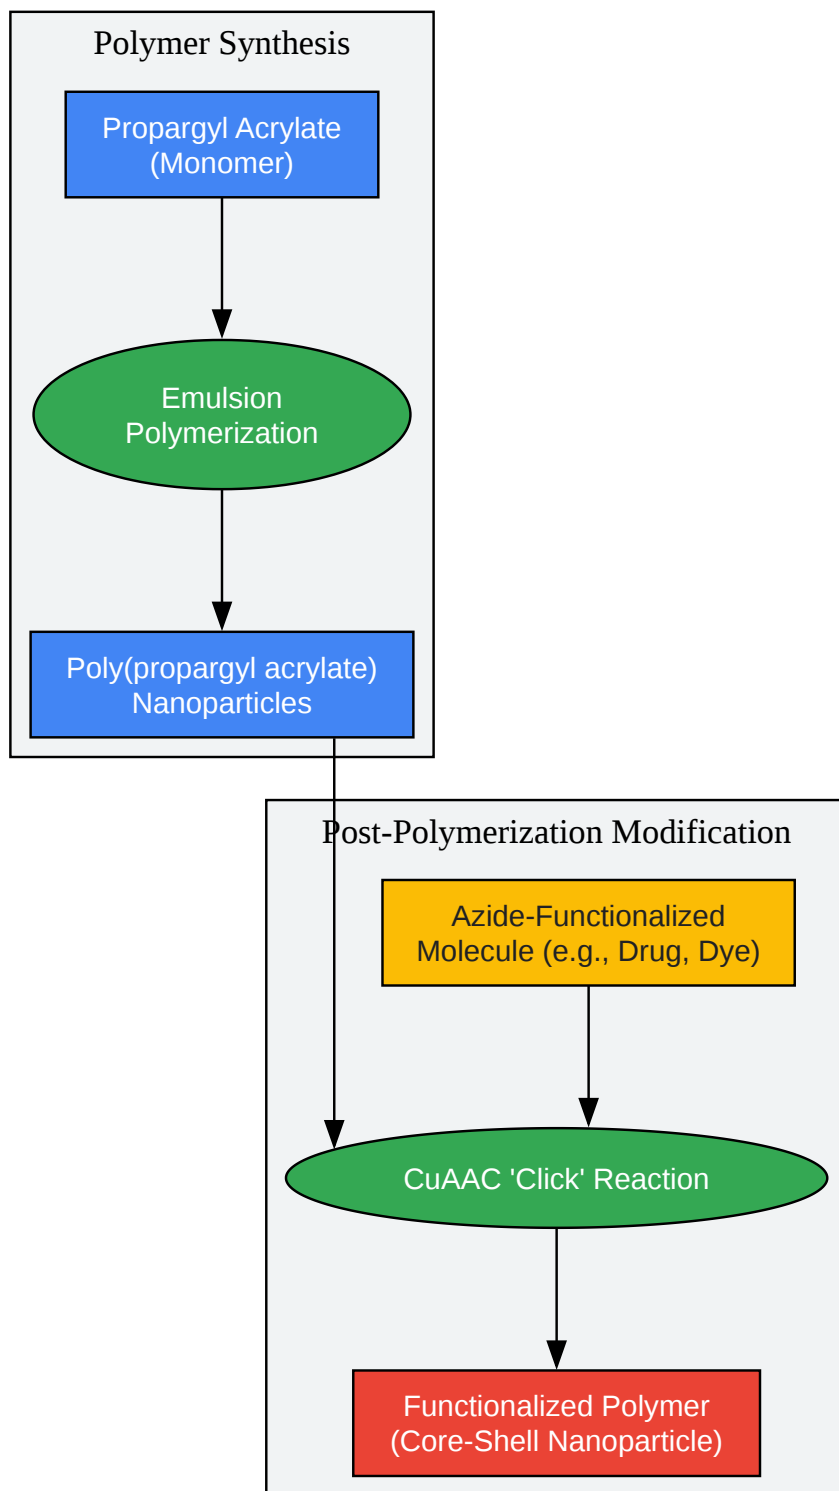 Polymer Synthesis
Propargyl Acrylate
(Monomer)
Emulsion
Polymerization
Poly(propargyl acrylate)
Nanoparticles
Post-Polymerization Modification
Azide-Functionalized
Molecule (e.g., Drug, Dye)
CuAAC 'Click' Reaction
Functionalized Polymer
(Core-Shell Nanoparticle)